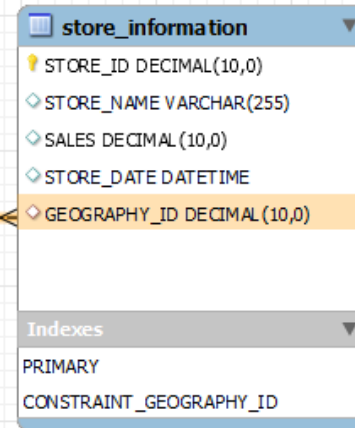 store_information
STORE_ID DECIMAL(10,0)
STORE_NAME VARCHAR(255)
SALES DECIMAL(10,0)
STORE_DATE DATETIME
GEOGRAPHY_ID DECIMAL(10,0)
Indexes
PRIMARY
CONSTRAINT_GEOGRAPHY_ID